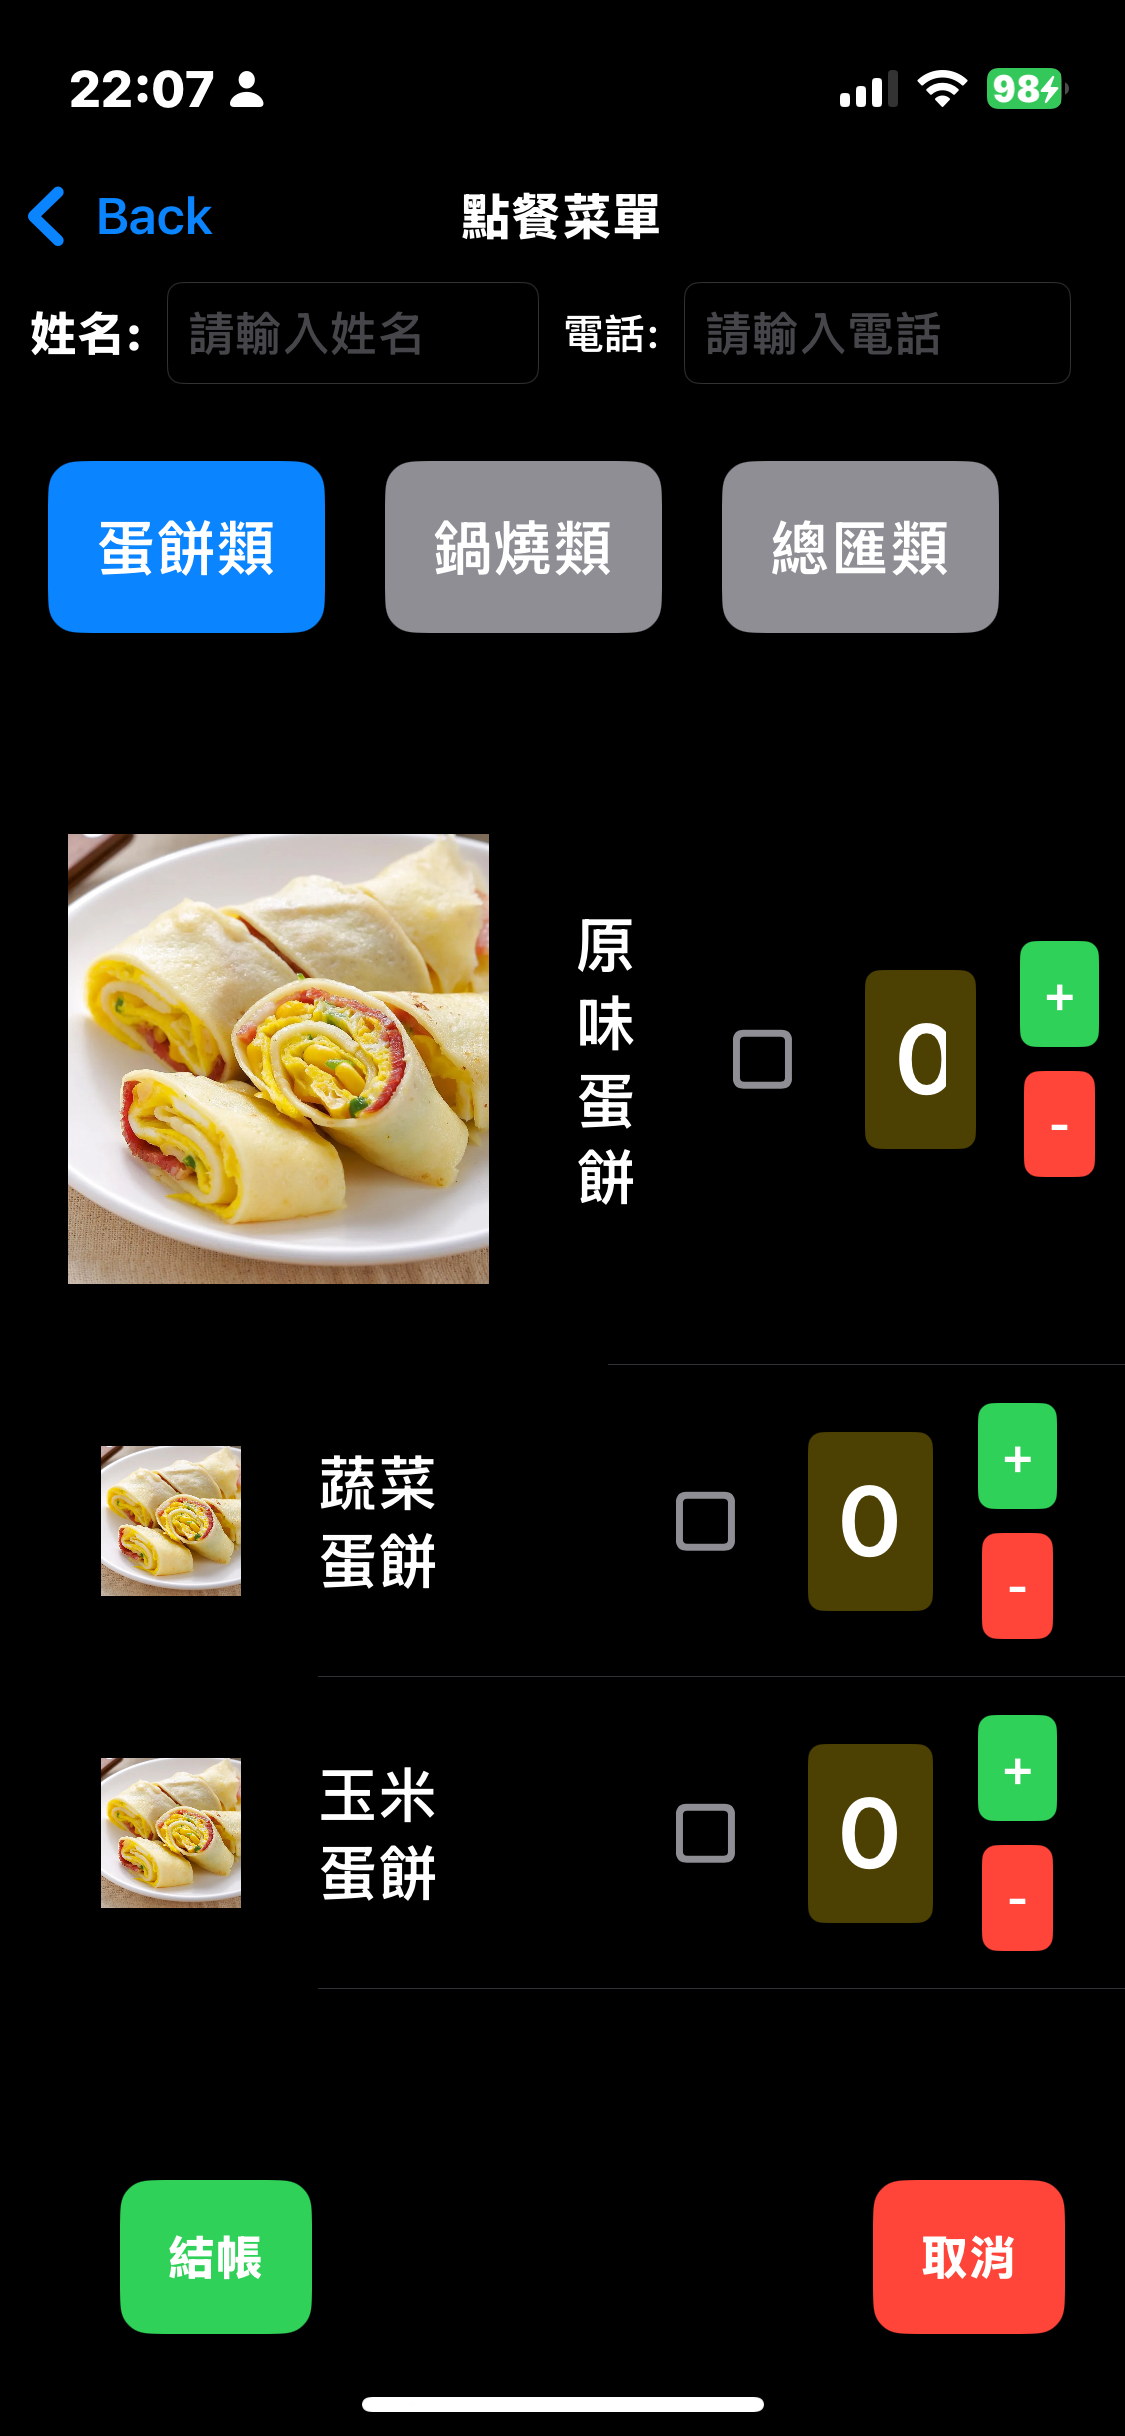 22:07
98
Back
點餐菜單
姓名:
請輸入姓名
電話:
請輸入電話
蛋餅類
鍋燒類
總匯類
原
味
蛋
餅
0
+
-
蔬菜
蛋餅
0
+
-
玉米
蛋餅
0
+
-
結帳
取消